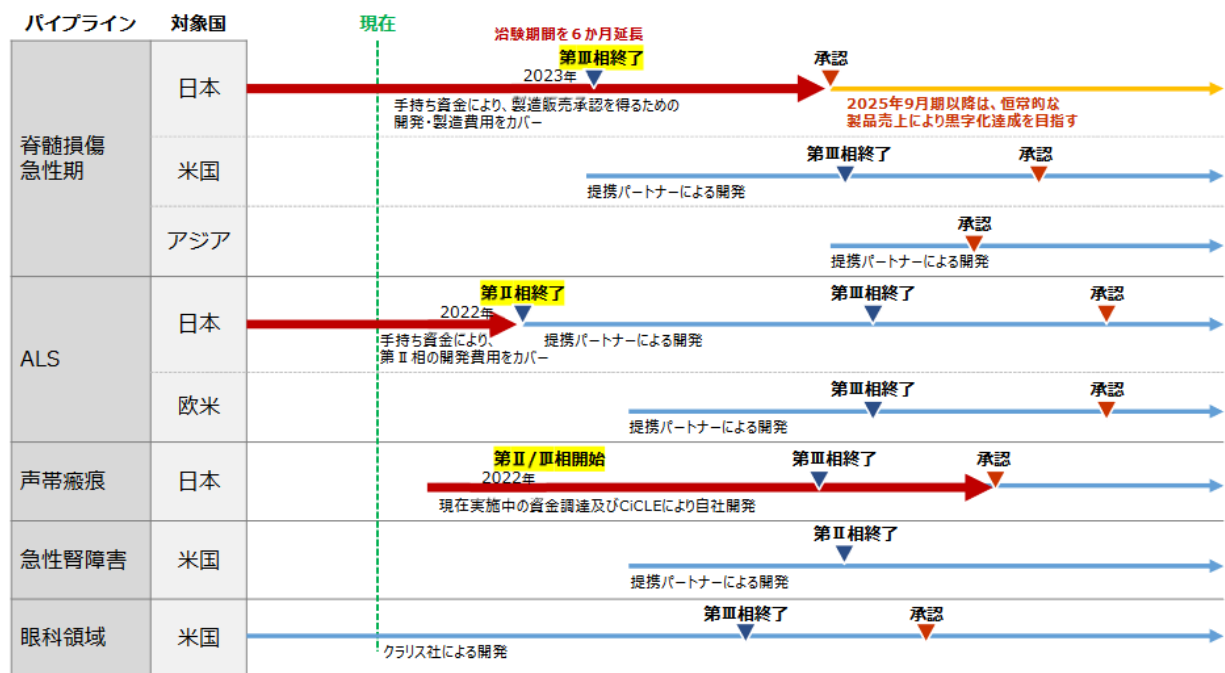 パイプライン 対象国 現在
治験期間を6か月延長
第Ⅲ相終了 承認
2023年
日本
手持ち資金により、製造販売承認を得るための
開発・製造費用をカバー
2025年9月期以降は、恒常的な
製品売上により黒字化達成を目指す
脊髄損傷
急性期
第Ⅲ相終了 承認
米国
提携パートナーによる開発
承認
アジア
提携パートナーによる開発
第Ⅱ相終了 第Ⅲ相終了 承認
2022年
日本
手持ち資金により、
第Ⅱ相の開発費用をカバー
提携パートナーによる開発
ALS
第Ⅲ相終了 承認
欧米
提携パートナーによる開発
第Ⅱ/Ⅲ相開始 第Ⅲ相終了 承認
声帯瘢痕 日本 2022年
現在実施中の資金調達及びCiCLEにより自社開発
第Ⅱ相終了
急性腎障害 米国
提携パートナーによる開発
第Ⅲ相終了 承認
眼科領域 米国
クラリス社による開発